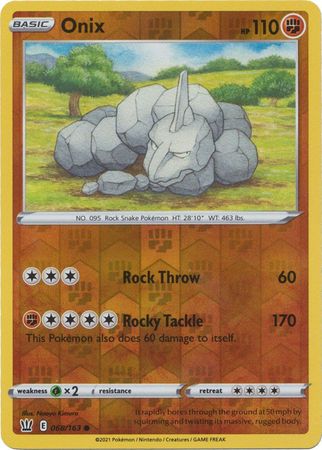 BASIC
Onix
HP 110
NO. 095 Rock Snake Pokémon HT: 28'10" WT: 463 lbs.
Rock Throw 60
Rocky Tackle 170
This Pokémon also does 60 damage to itself.
weakness ×2 resistance retreat
Illus. Naoyo Kimura
It rapidly bores through the ground at 50 mph by
squirming and twisting its massive, rugged body.
E 068/163
©2021 Pokémon / Nintendo / Creatures / GAME FREAK